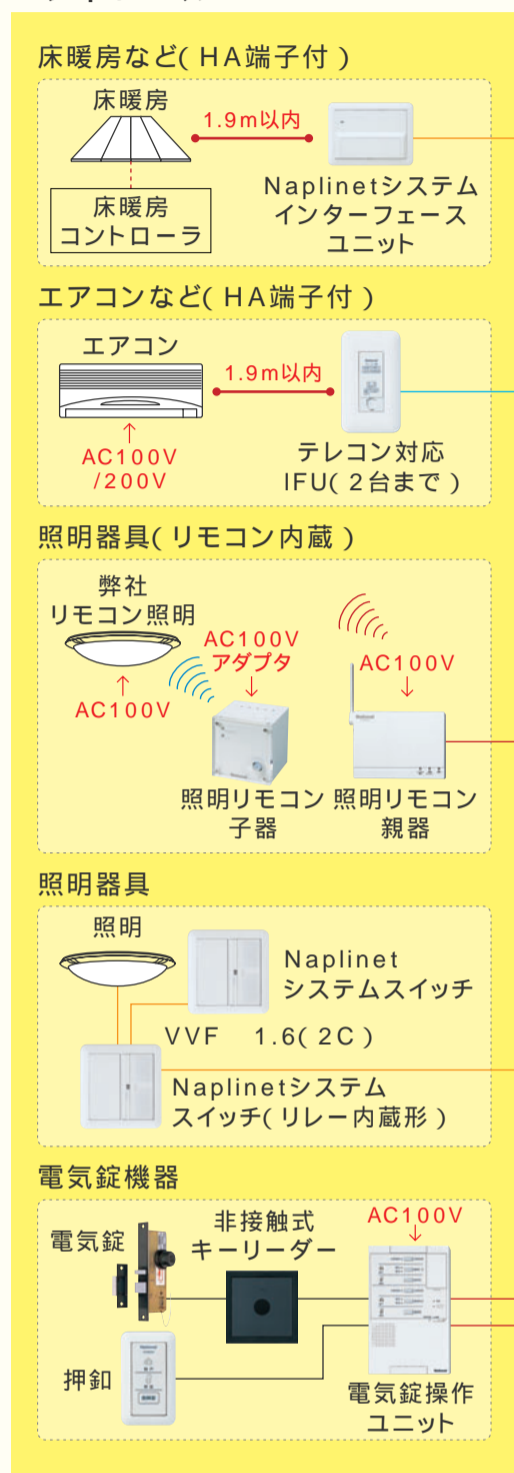 床暖房など(HA端子付)
床暖房
1.9m以内
床暖房
コントローラ
Naplinetシステム
インターフェース
ユニット
エアコンなど(HA端子付)
エアコン
1.9m以内
AC100V
/200V
テレコン対応
IFU(2台まで)
照明器具(リモコン内蔵)
弊社
リモコン照明
AC100V
AC100V
アダプタ
AC100V
照明リモコン
子器
照明リモコン
親器
照明器具
照明
Naplinet
システムスイッチ
VVF 1.6(2C)
Naplinetシステム
スイッチ(リレー内蔵形)
電気錠機器
電気錠
非接触式
キーリーダー
AC100V
押釦
電気錠操作
ユニット